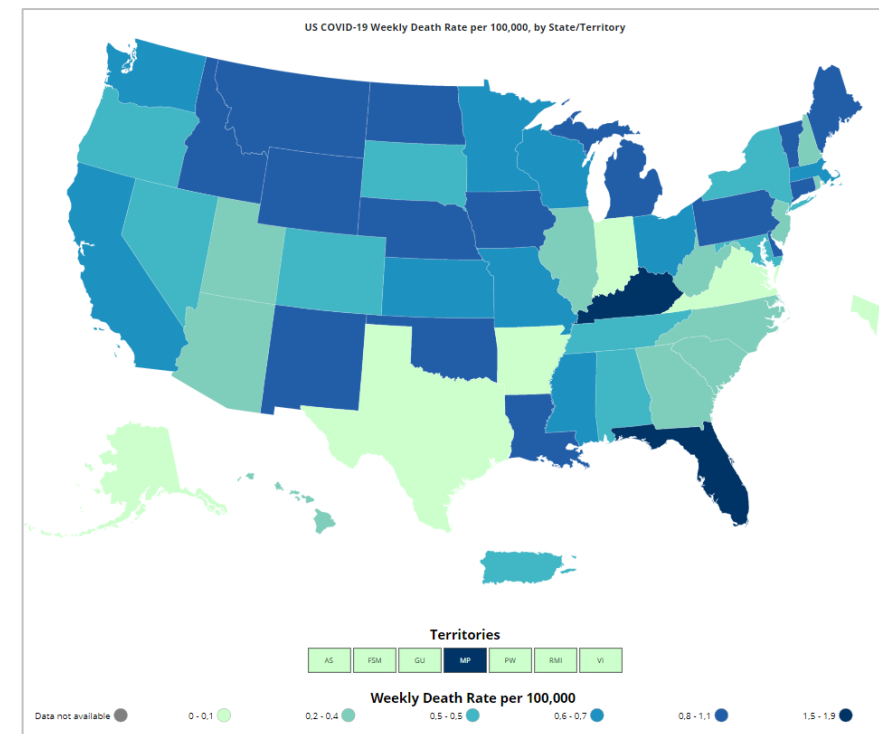 US COVID-19 Weekly Death Rate per 100,000, by State/Territory
Territories
AS FSM GU MP PW RMI VI
Weekly Death Rate per 100,000
Data not available 0 - 0,1 0,2 - 0,4 0,5 - 0,5 0,6 - 0,7 0,8 - 1,1 1,5 - 1,9